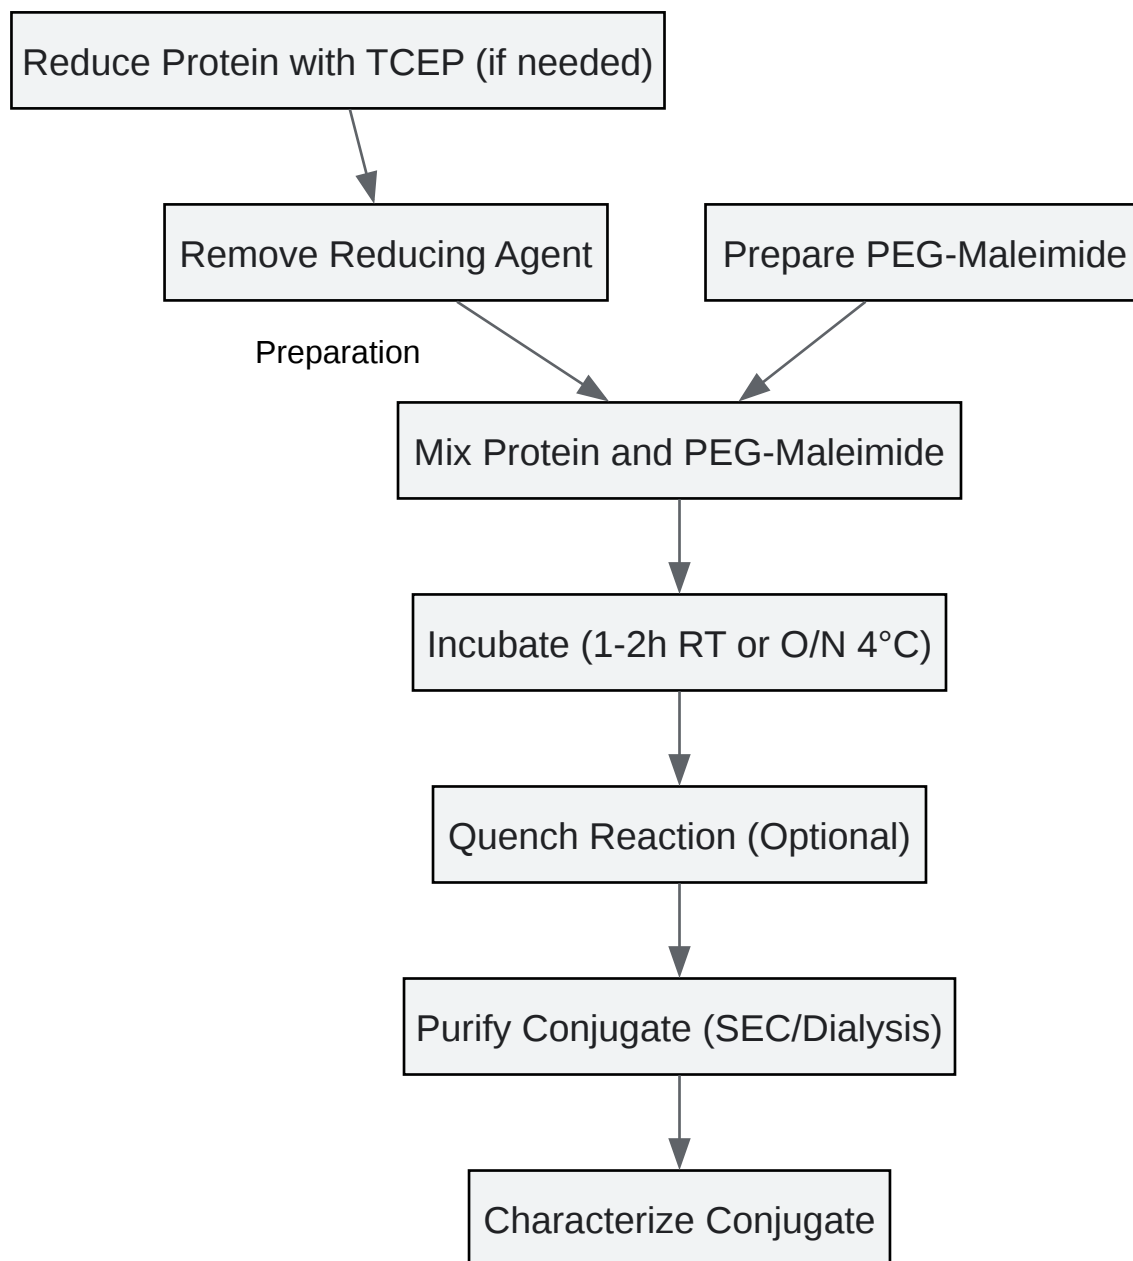 Reduce Protein with TCEP (if needed)
Remove Reducing Agent
Prepare PEG-Maleimide
Preparation
Mix Protein and PEG-Maleimide
Incubate (1-2h RT or O/N 4°C)
Quench Reaction (Optional)
Purify Conjugate (SEC/Dialysis)
Characterize Conjugate